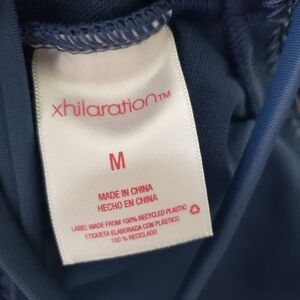 xhilaration™
M
MADE IN CHINA
HECHO EN CHINA
LABEL MADE FROM 100% RECYCLED PLASTIC
ETIQUETA ELABORADA CON PLÁSTICO
100 % RECICLADO